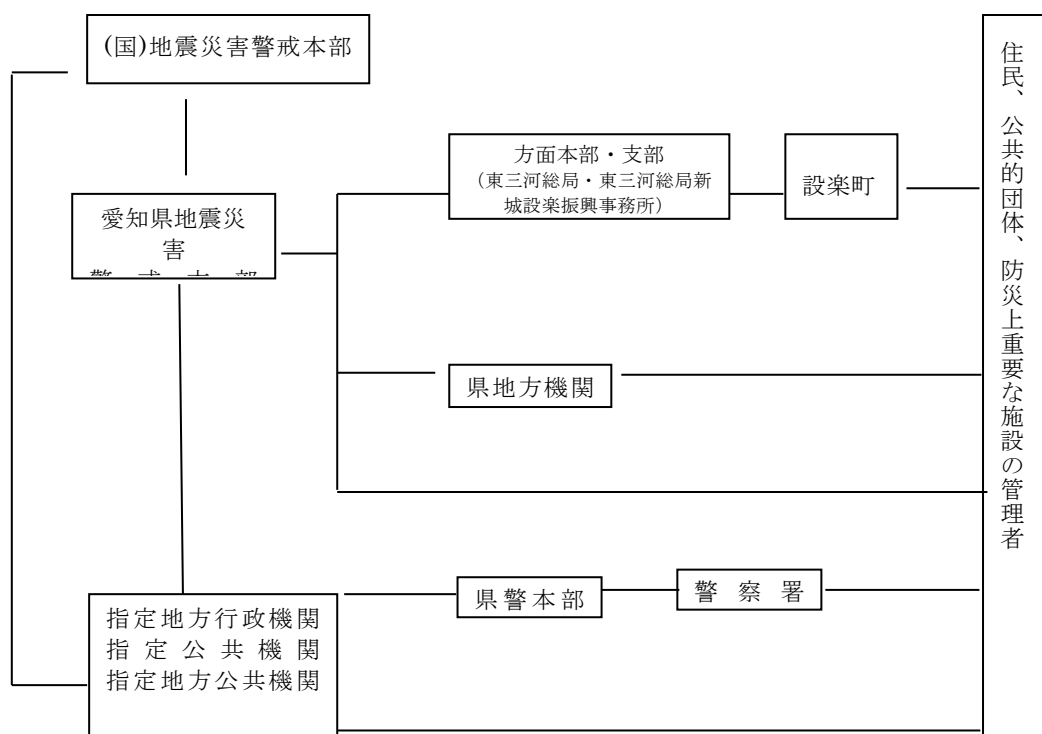 (国)地震災害警戒本部
方面本部・支部
（東三河総局・東三河総局新
城設楽振興事務所）
設楽町
愛知県地震災
害
警戒本部
県地方機関
県警本部
警察署
指定地方行政機関
指定公共機関
指定地方公共機関
住民、公共的団体、防災上重要な施設の管理者